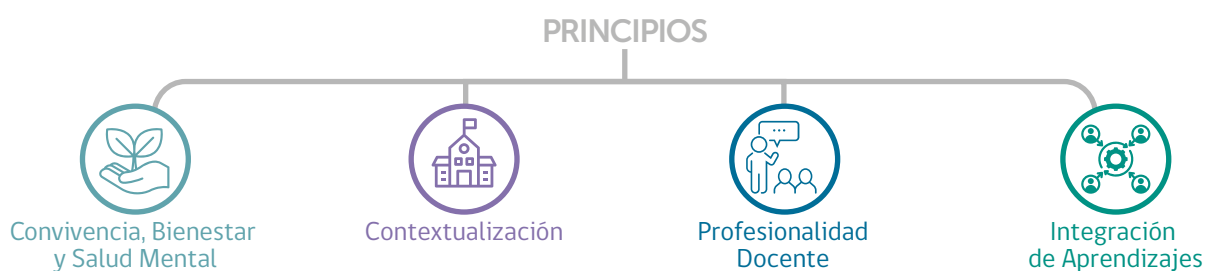 PRINCIPIOS
Convivencia, Bienestar
y Salud Mental
Contextualización
Profesionalidad
Docente
Integración
de Aprendizajes